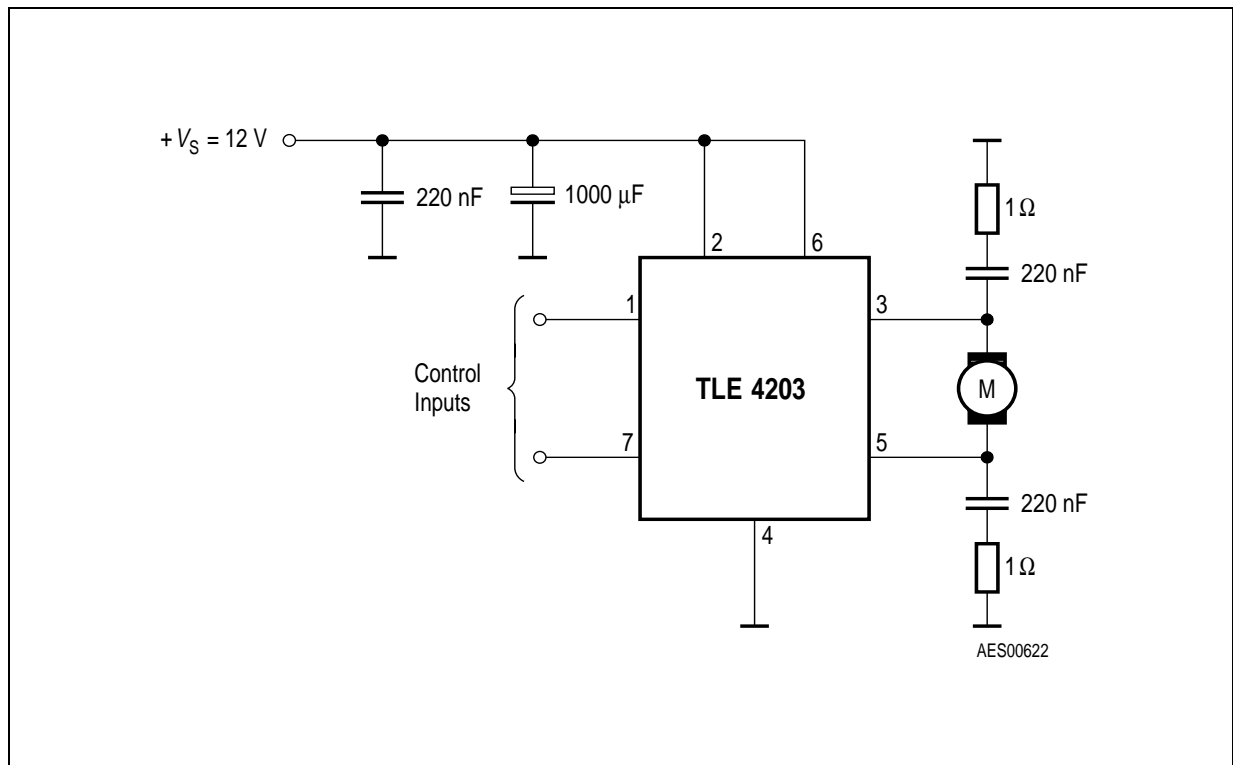 + VS = 12 V
220 nF
1000 μF
1Ω
2
6
220 nF
1
3
Control
Inputs
TLE 4203
M
7
5
220 nF
4
1Ω
AES00622